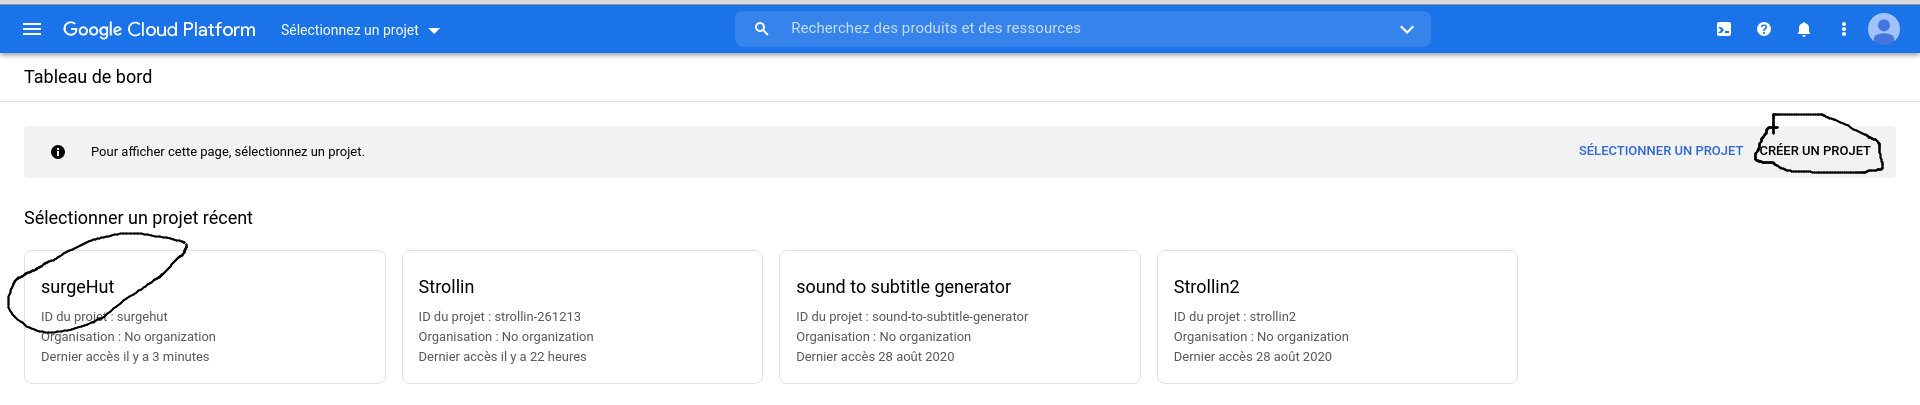 Google Cloud Platform Sélectionnez un projet Recherchez des produits et des ressources
Tableau de bord
Pour afficher cette page, sélectionnez un projet. SÉLECTIONNER UN PROJET CRÉER UN PROJET
Sélectionner un projet récent
surgeHut
ID du projet : surgehut
Organisation : No organization
Dernier accès il y a 3 minutes
Strollin
ID du projet : strollin-261213
Organisation : No organization
Dernier accès il y a 22 heures
sound to subtitle generator
ID du projet : sound-to-subtitle-generator
Organisation : No organization
Dernier accès 28 août 2020
Strollin2
ID du projet : strollin2
Organisation : No organization
Dernier accès 28 août 2020